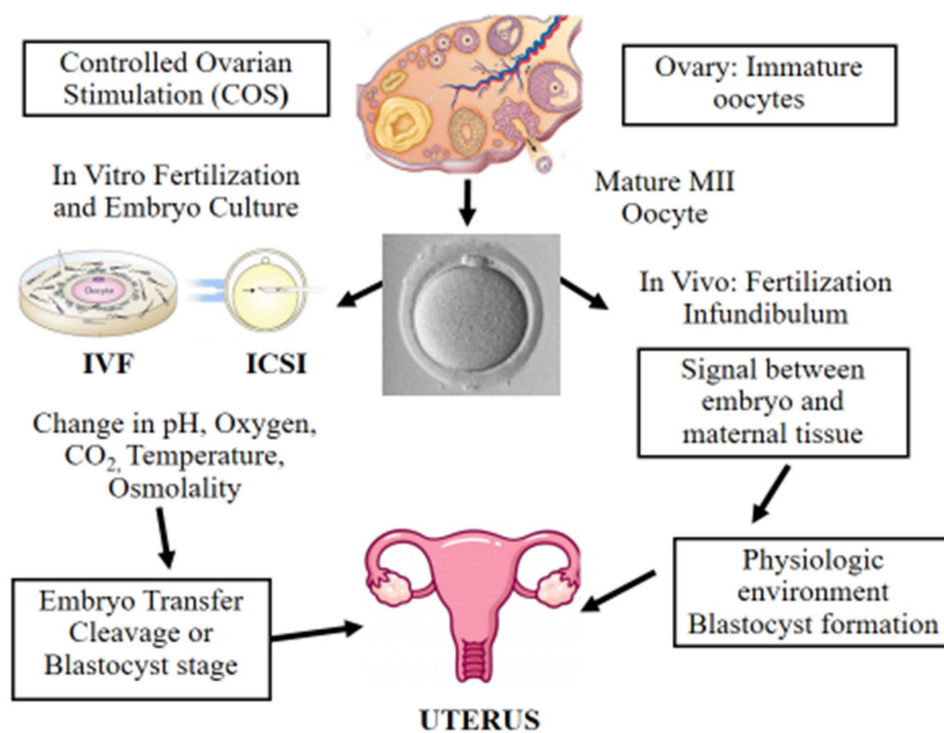 Controlled Ovarian
Stimulation (COS)
Ovary: Immature
oocytes
In Vitro Fertilization
and Embryo Culture
Mature MII
Oocyte
Oocyte
IVF
ICSI
In Vivo: Fertilization
Infundibulum
Signal between
embryo and
maternal tissue
Change in pH, Oxygen,
CO₂, Temperature,
Osmolality
Embryo Transfer
Cleavage or
Blastocyst stage
Physiologic
environment
Blastocyst formation
UTERUS